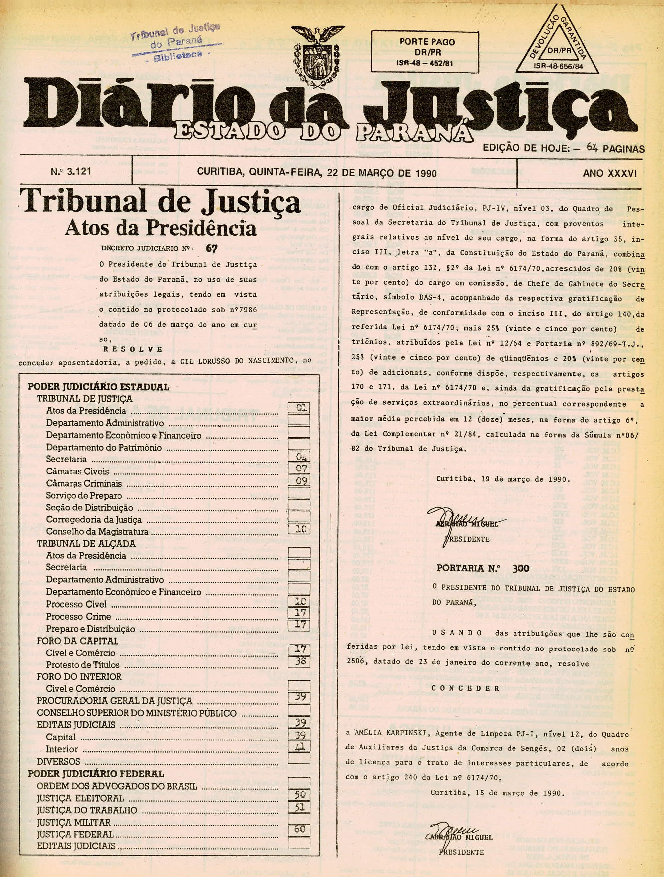 Tribunal de Justiça
do Paraná
- Biblioteca -
PORTE PAGO
DR/PR
ISR-48 - 452/81
DEVOLUÇÃO GARANTIDA
DR/PR
ISR-48-656/84
Diário da Justiça
ESTADO DO PARANÁ
EDIÇÃO DE HOJE: - 64 PAGINAS
N.º 3.121
CURITIBA, QUINTA-FEIRA, 22 DE MARÇO DE 1990
ANO XXXVI
Tribunal de Justiça
Atos da Presidência
DECRETO JUDICIÁRIO Nº 67
O Presidente do Tribunal de Justiça
do Estado do Paraná, no uso de suas
atribuições legais, tendo em vista
o contido no protocolado sob nº7986
datado de 06 de março do ano em cur
so,
R E S O L V E
conceder aposentadoria, a pedido, a GIL LORUSSO DO NASCIMENTO, no
PODER JUDICIÁRIO ESTADUAL
TRIBUNAL DE JUSTIÇA
Atos da Presidência 01
Departamento Administrativo
Departamento Econômico e Financeiro
Departamento do Patrimônio
Secretaria 04
Câmaras Cíveis 07
Câmaras Criminais 09
Serviço de Preparo
Seção de Distribuição
Corregedoria da Justiça
Conselho da Magistratura 10
TRIBUNAL DE ALÇADA
Atos da Presidência
Secretaria
Departamento Administrativo
Departamento Econômico e Financeiro
Processo Cível 10
Processo Crime 17
Preparo e Distribuição 17
FORO DA CAPITAL
Cível e Comércio 17
Protesto de Títulos 38
FORO DO INTERIOR
Cível e Comércio
PROCURADORIA GERAL DA JUSTIÇA 39
CONSELHO SUPERIOR DO MINISTÉRIO PÚBLICO
EDITAIS JUDICIAIS 39
Capital 39
Interior 41
DIVERSOS
PODER JUDICIÁRIO FEDERAL
ORDEM DOS ADVOGADOS DO BRASIL
JUSTIÇA ELEITORAL 50
JUSTIÇA DO TRABALHO 51
JUSTIÇA MILITAR
JUSTIÇA FEDERAL 60
EDITAIS JUDICIAIS
cargo de Oficial Judiciário, PJ-IV, nível 03, do Quadro de Pes-
soal da Secretaria do Tribunal de Justiça, com proventos inte-
grais relativos ao nível do seu cargo, na forma do artigo 35, in-
ciso III, letra "a", da Constituição do Estado do Paraná, combina
do com o artigo 132, §2º da Lei nº 6174/70,acrescidos de 20% (vin
te por cento) do cargo em comissão, de Chefe de Gabinete do Secre
tário, símbolo DAS-4, acompanhado da respectiva gratificação de
Representação, de conformidade com o inciso III, do artigo 140,da
referida Lei nº 6174/70; mais 25% (vinte e cinco por cento) de
triênios, atribuídos pela Lei nº 12/64 e Portaria nº 892/69-T.J.,
25% (vinte e cinco por cento) de qüinqüênios e 20% (vinte por cen
to) de adicionais, conforme dispõe, respectivamente, os artigos
170 e 171, da Lei nº 6174/70 e, ainda da gratificação pela presta
ção de serviços extraordinários, no percentual correspondente a
maior média percebida em 12 (doze) meses, na forma do artigo 6º,
da Lei Complementar nº 21/84, calculada na forma da Súmula nº06/
82 do Tribunal de Justiça.
Curitiba, 19 de março de 1990.
ABRAHÃO MIGUEL
PRESIDENTE
PORTARIA N.º 300
O PRESIDENTE DO TRIBUNAL DE JUSTIÇA DO ESTADO
DO PARANÁ,
U S A N D O das atribuições que lhe são con
feridas por lei, tendo em vista o contido no protocolado sob nº
2506, datado de 23 de janeiro do corrente ano, resolve
C O N C E D E R
a AMÉLIA KARPINSKI, Agente de Limpeza PJ-I, nível 12, do Quadro
de Auxiliares da Justiça da Comarca de Sengés, 02 (dois) anos
de licença para o trato de interesses particulares, de acordo
com o artigo 240 da Lei nº 6174/70.
Curitiba, 15 de março de 1990.
ABRAHÃO MIGUEL
PRESIDENTE